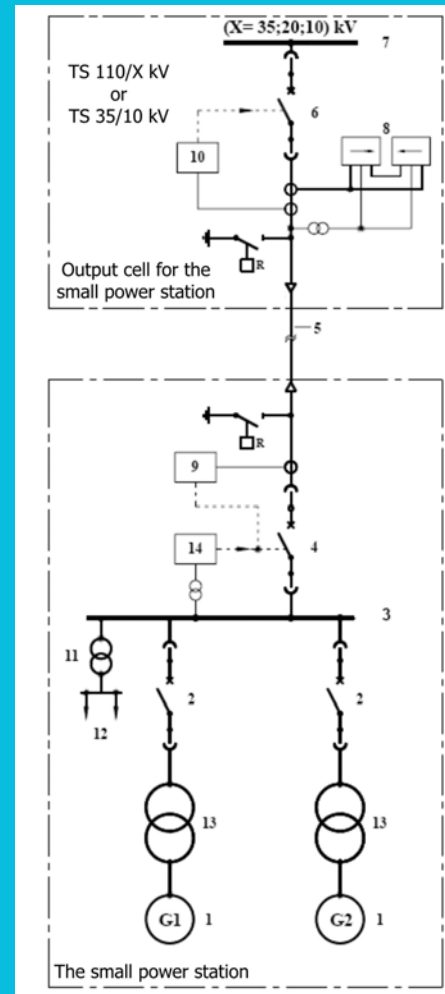 (X= 35;20;10) kV
7
TS 110/X kV
or
TS 35/10 kV
6
8
10
R
Output cell for the
small power station
5
R
9
14
4
3
11
2
2
12
13
13
G1
1
G2
1
The small power station